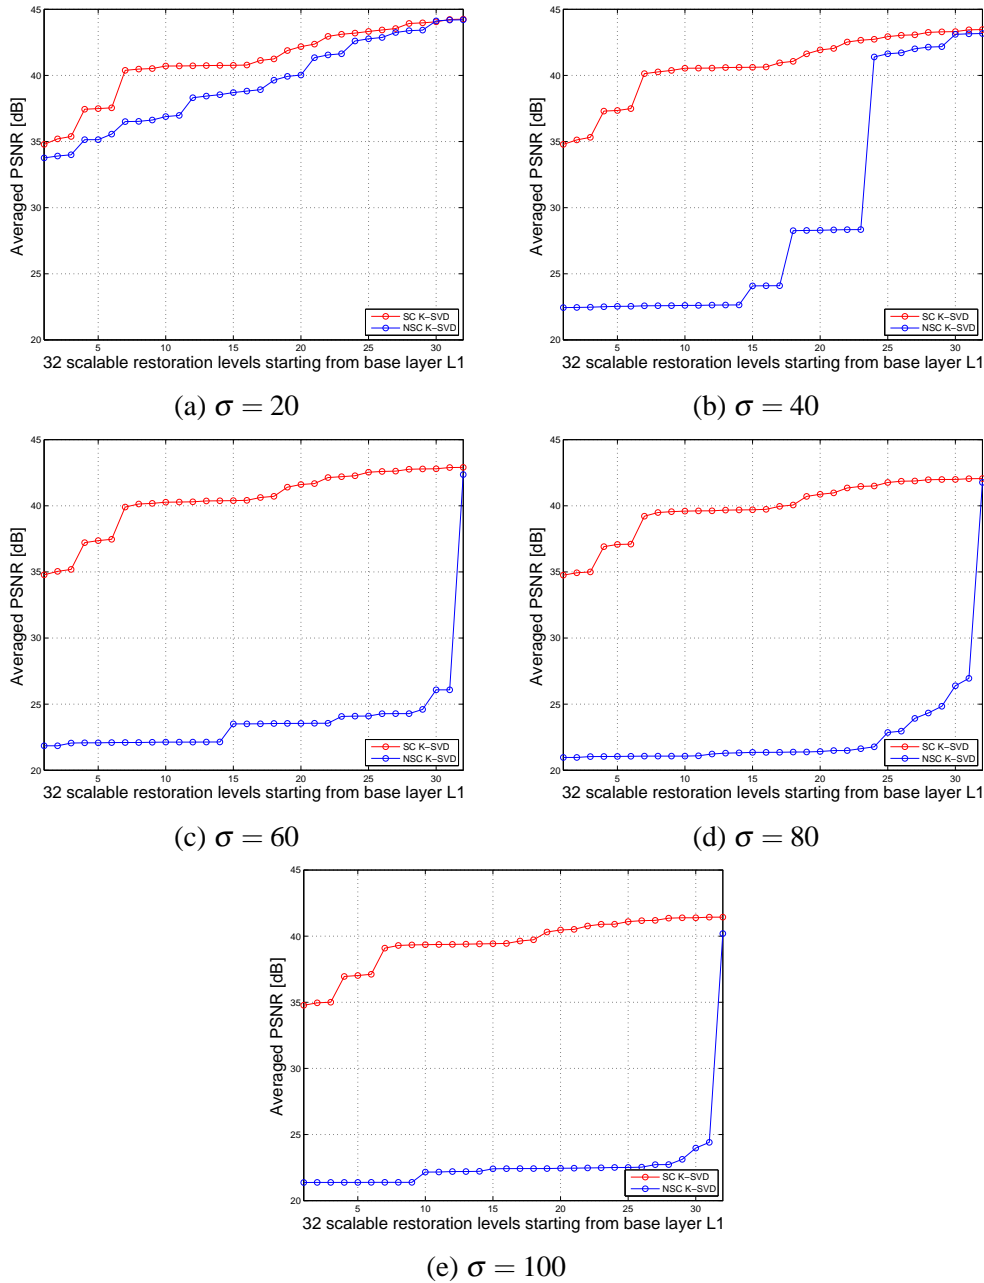 45
40
35
30
25
20
5 10 15 20 25 30
Averaged PSNR [dB]
32 scalable restoration levels starting from base layer L1
SC K-SVD
NSC K-SVD
(a) σ = 20
45
40
35
30
25
20
5 10 15 20 25 30
Averaged PSNR [dB]
32 scalable restoration levels starting from base layer L1
SC K-SVD
NSC K-SVD
(b) σ = 40
45
40
35
30
25
20
5 10 15 20 25 30
Averaged PSNR [dB]
32 scalable restoration levels starting from base layer L1
SC K-SVD
NSC K-SVD
(c) σ = 60
45
40
35
30
25
20
5 10 15 20 25 30
Averaged PSNR [dB]
32 scalable restoration levels starting from base layer L1
SC K-SVD
NSC K-SVD
(d) σ = 80
45
40
35
30
25
20
5 10 15 20 25 30
Averaged PSNR [dB]
32 scalable restoration levels starting from base layer L1
SC K-SVD
NSC K-SVD
(e) σ = 100